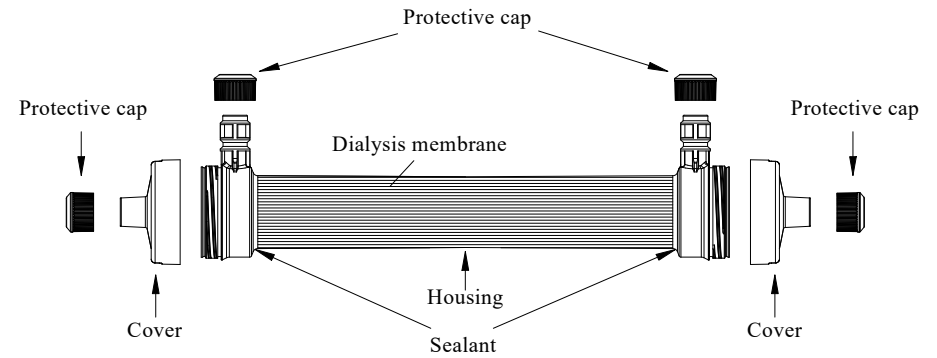 Protective cap
Protective cap
Protective cap
Dialysis membrane
Housing
Cover
Cover
Sealant